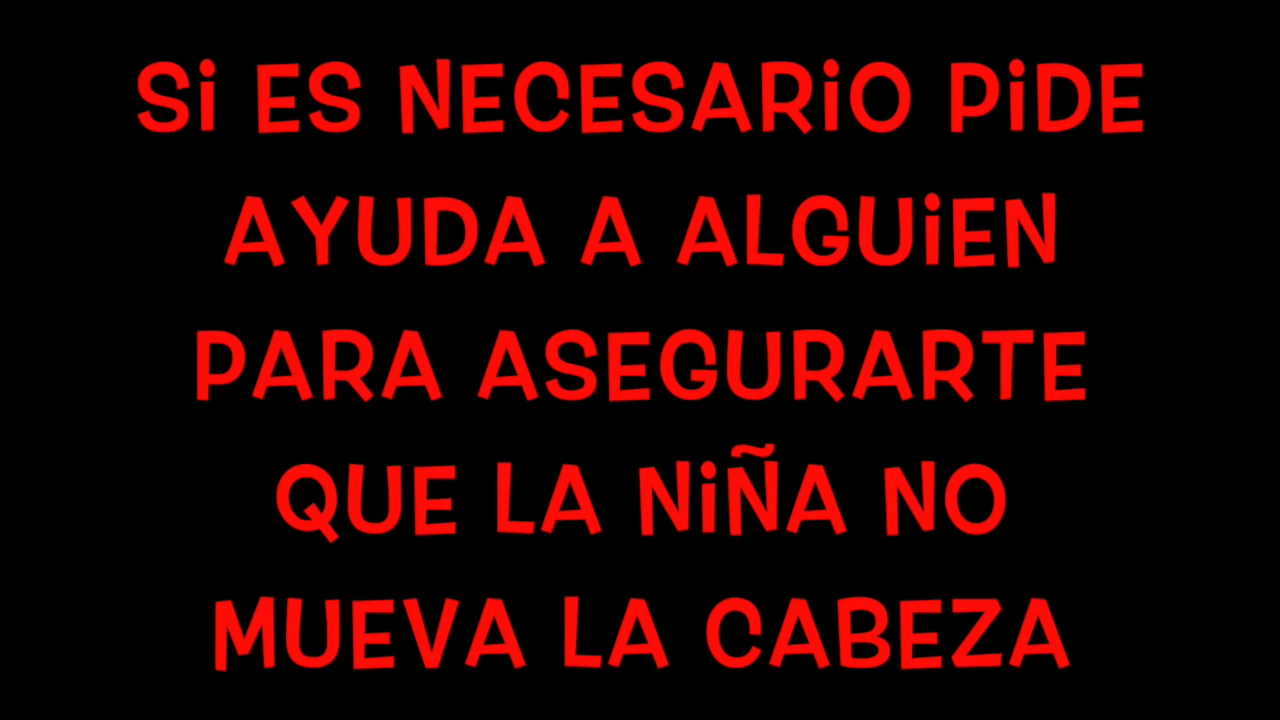 Si ES NECESARiO PiDE
AYUDA A ALGUiEN
PARA ASEGURARTE
QUE LA NiÑA NO
MUEVA LA CABEZA